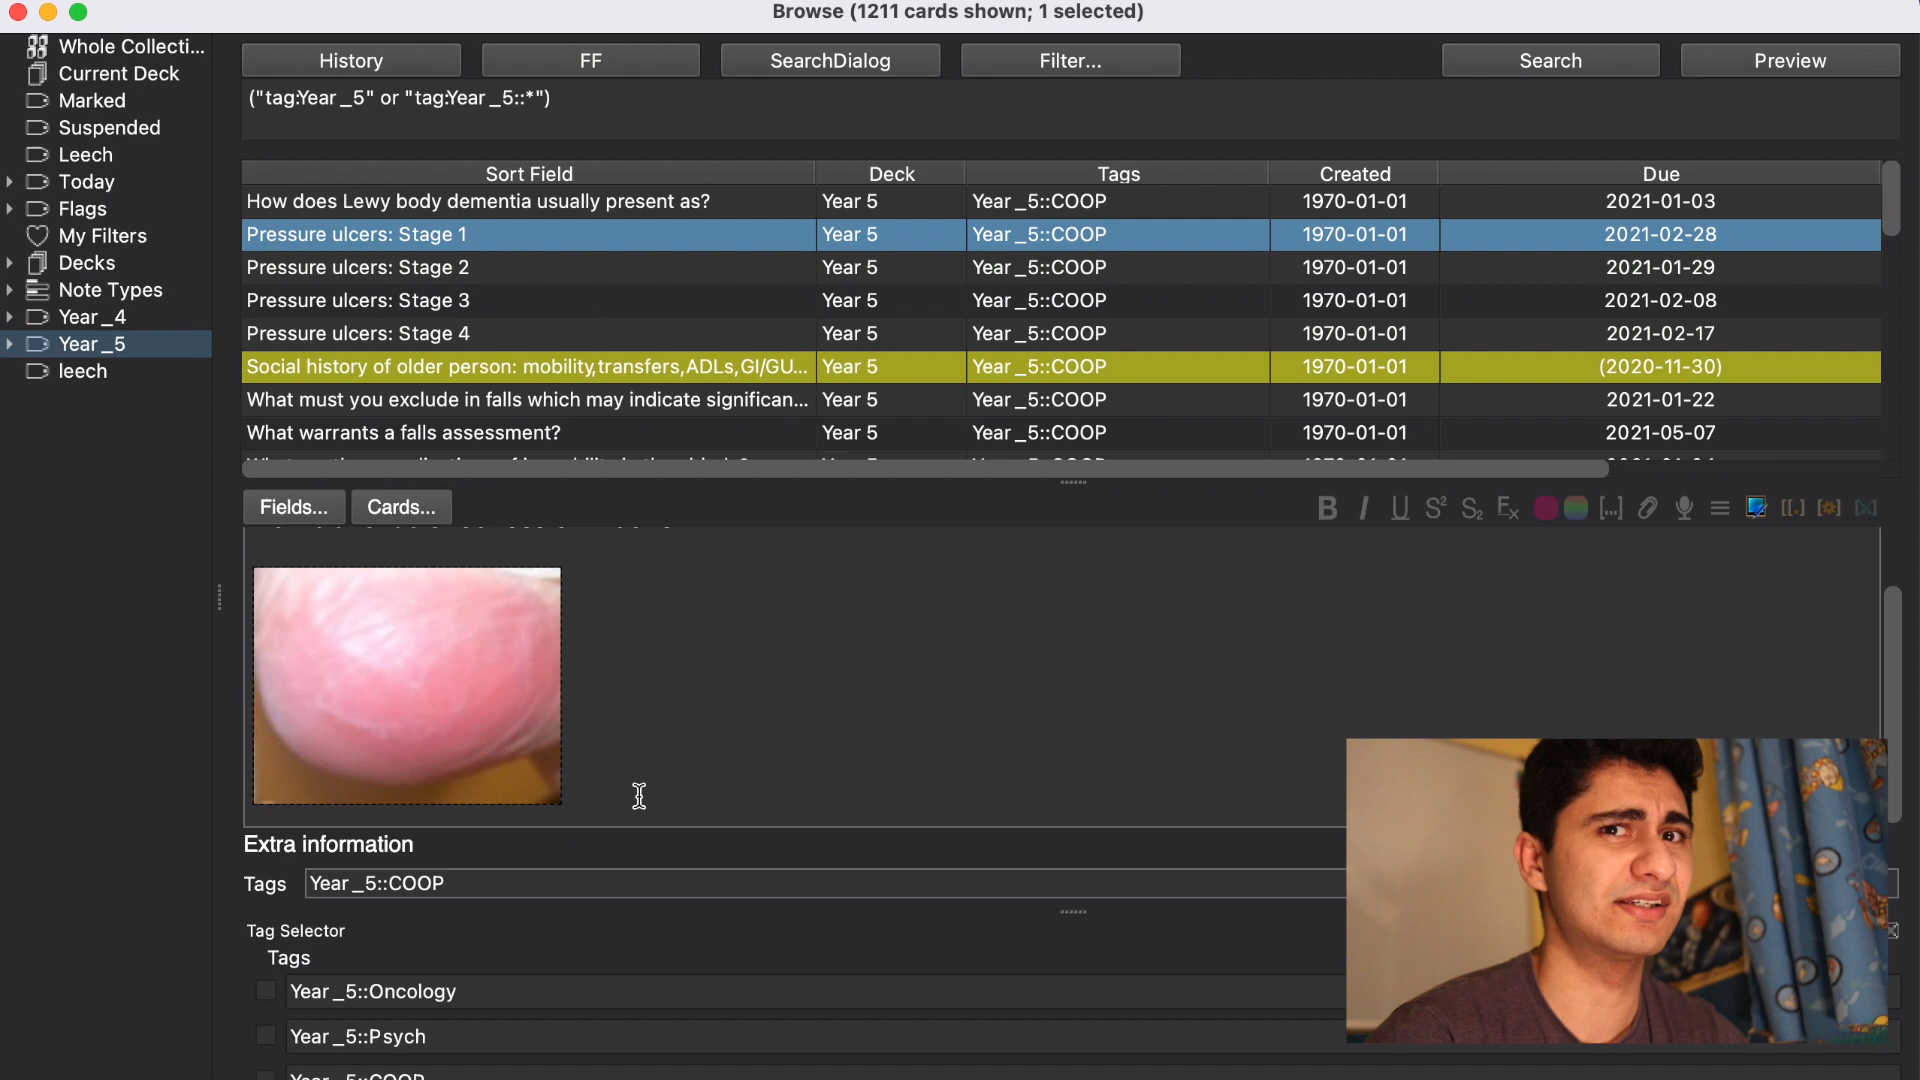 Browse (1211 cards shown; 1 selected)
Whole Collecti...
Current Deck
Marked
Suspended
Leech
Today
Flags
My Filters
Decks
Note Types
Year_4
Year_5
leech
History FF SearchDialog Filter... Search Preview
("tag:Year_5" or "tag:Year_5::*")
Sort Field Deck Tags Created Due
How does Lewy body dementia usually present as? Year 5 Year_5::COOP 1970-01-01 2021-01-03
Pressure ulcers: Stage 1 Year 5 Year_5::COOP 1970-01-01 2021-02-28
Pressure ulcers: Stage 2 Year 5 Year_5::COOP 1970-01-01 2021-01-29
Pressure ulcers: Stage 3 Year 5 Year_5::COOP 1970-01-01 2021-02-08
Pressure ulcers: Stage 4 Year 5 Year_5::COOP 1970-01-01 2021-02-17
Social history of older person: mobility,transfers,ADLs,GI/GU... Year 5 Year_5::COOP 1970-01-01 (2020-11-30)
What must you exclude in falls which may indicate significan... Year 5 Year_5::COOP 1970-01-01 2021-01-22
What warrants a falls assessment? Year 5 Year_5::COOP 1970-01-01 2021-05-07
Fields... Cards...
Extra information
Tags Year_5::COOP
Tag Selector
Tags
Year_5::Oncology
Year_5::Psych
Year_5::COOP